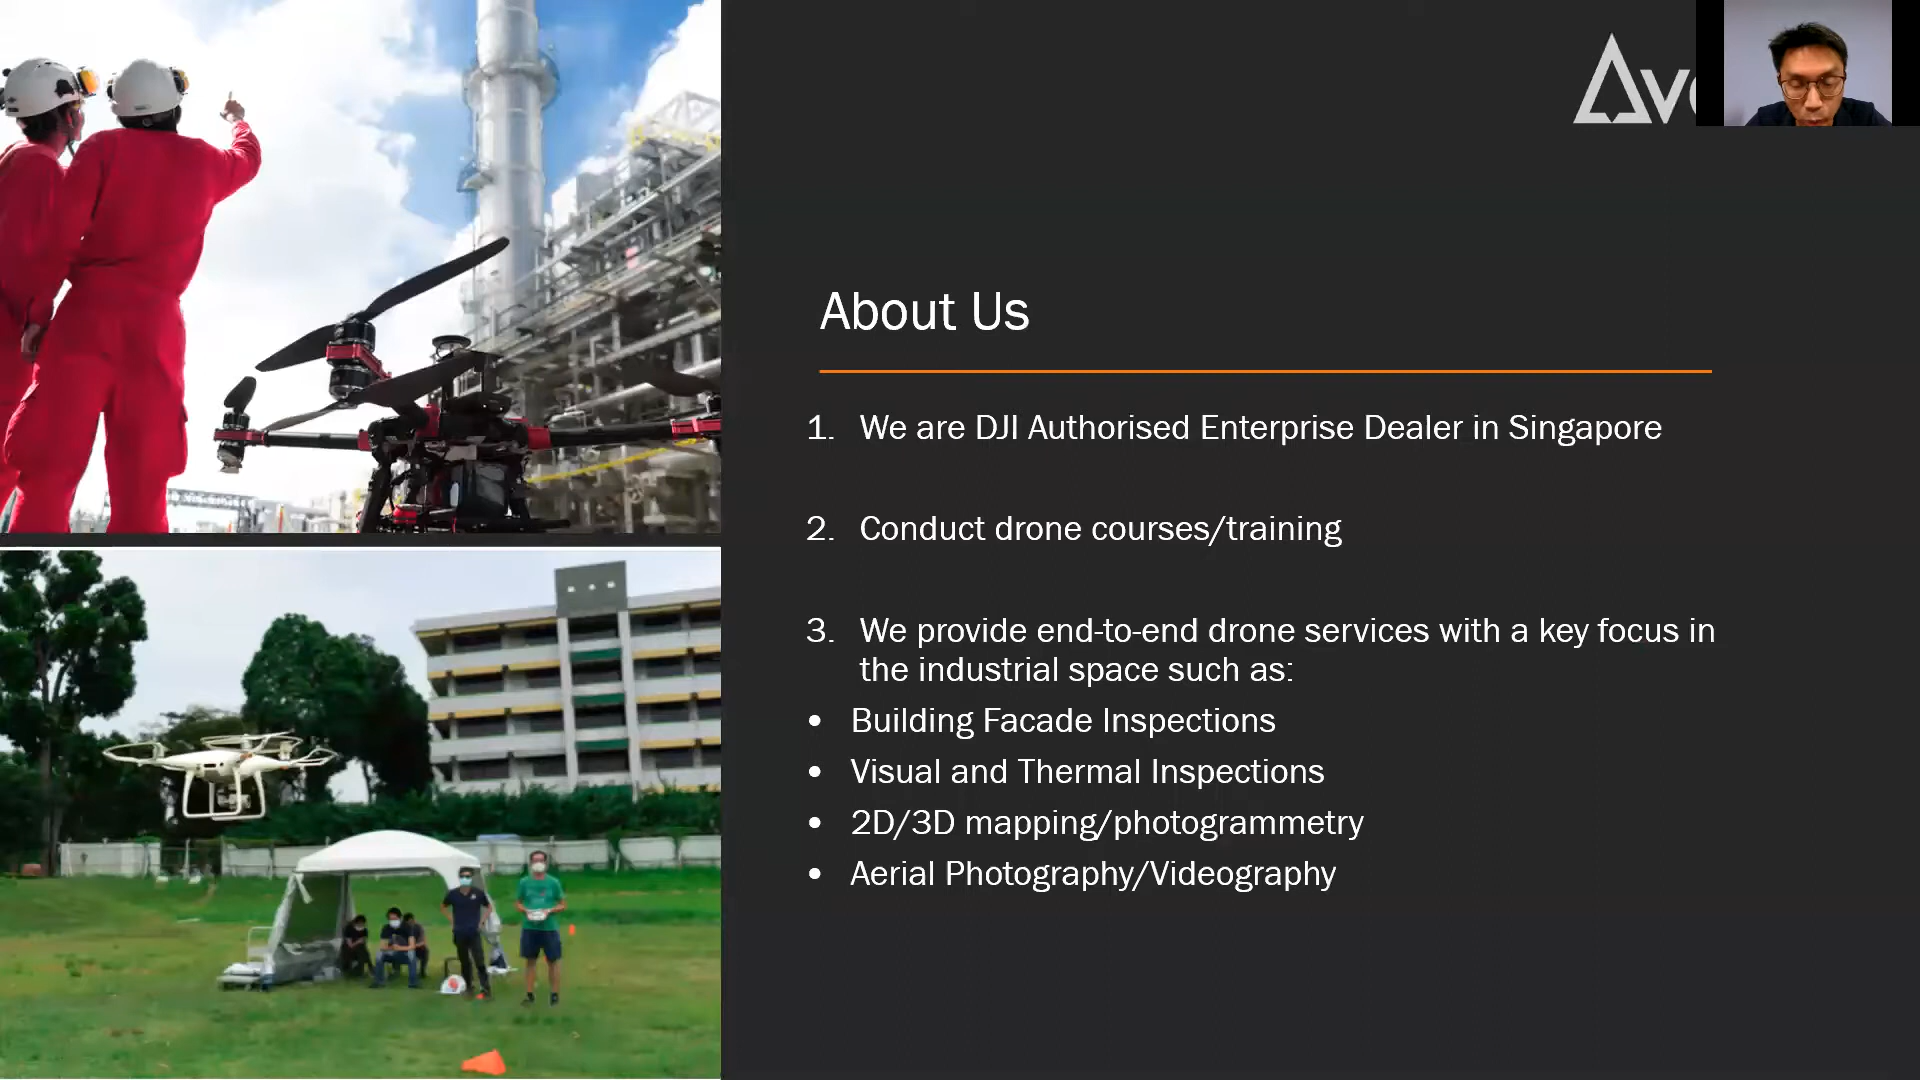 About Us
1. We are DJI Authorised Enterprise Dealer in Singapore
2. Conduct drone courses/training
3. We provide end-to-end drone services with a key focus in
the industrial space such as:
• Building Facade Inspections
• Visual and Thermal Inspections
• 2D/3D mapping/photogrammetry
• Aerial Photography/Videography